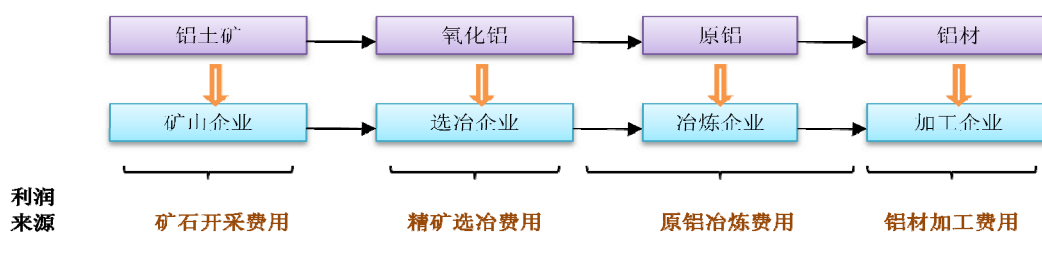 铝土矿
氧化铝
原铝
铝材
矿山企业
选冶企业
冶炼企业
加工企业
利润
来源
矿石开采费用
精矿选冶费用
原铝冶炼费用
铝材加工费用